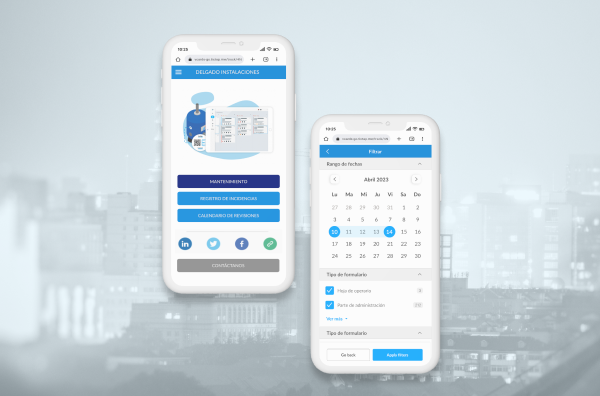 10:25
DELGADO INSTALACIONES
MANTENIMIENTO
REGISTRO DE INCIDENCIAS
CALENDARIO DE REVISIONES
CONTÁCTANOS
10:25
Filtrar
Rango de fechas
Abril 2023
Lu Ma Mi Ju Vi Sa Do
27 28 29 30 31 1 2
3 4 5 6 7 8 9
10 11 12 13 14 15 16
17 18 19 20 21 22 23
24 25 26 27 28 29 30
Tipo de formulario
Hoja de operario
Parte de administración
Ver más
Tipo de formulario
Go back
Apply filters